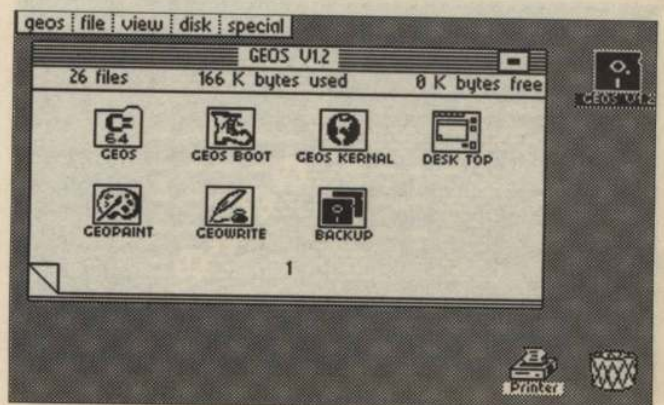 geos file view disk special
GEOS V1.2
26 files 166 K bytes used 0 K bytes free
GEOS V1.2
C= 64
GEOS GEOS BOOT GEOS KERNAL DESK TOP
GEOPAINT GEOWRITE BACKUP
1
Printer